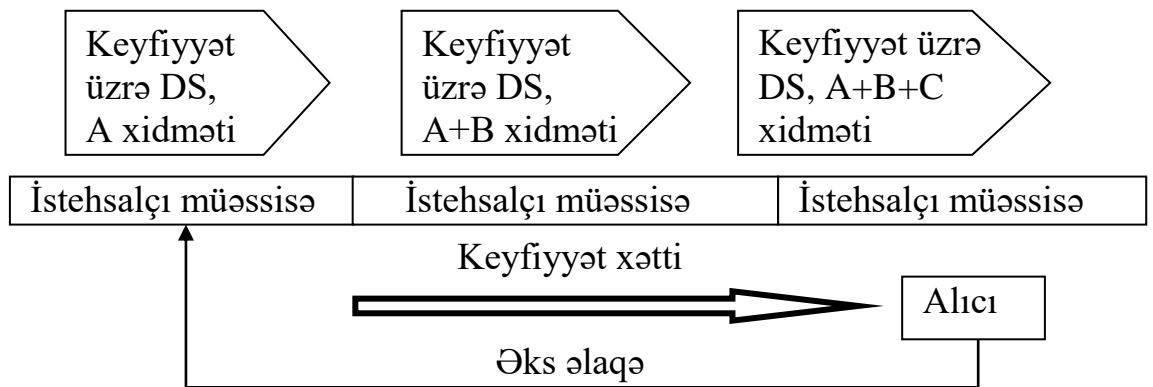 Keyfiyyət
üzrə DS,
A xidməti
Keyfiyyət
üzrə DS,
A+B xidməti
Keyfiyyət üzrə
DS, A+B+C
xidməti
İstehsalçı müəssisə
İstehsalçı müəssisə
İstehsalçı müəssisə
Keyfiyyət xətti
Alıcı
Əks əlaqə